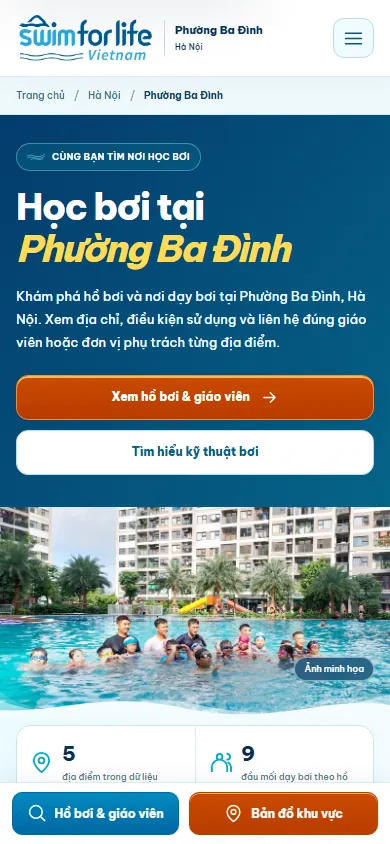 swimforlife
Vietnam
Phường Ba Đình
Hà Nội
Trang chủ / Hà Nội / Phường Ba Đình
CÙNG BẠN TÌM NƠI HỌC BƠI
Học bơi tại
Phường Ba Đình
Khám phá hồ bơi và nơi dạy bơi tại Phường Ba Đình, Hà
Nội. Xem địa chỉ, điều kiện sử dụng và liên hệ đúng giáo
viên hoặc đơn vị phụ trách từng địa điểm.
Xem hồ bơi & giáo viên →
Tìm hiểu kỹ thuật bơi
Ảnh minh họa
5
địa điểm trong dữ liệu
9
đầu mối dạy bơi theo hồ
Hồ bơi & giáo viên
Bản đồ khu vực